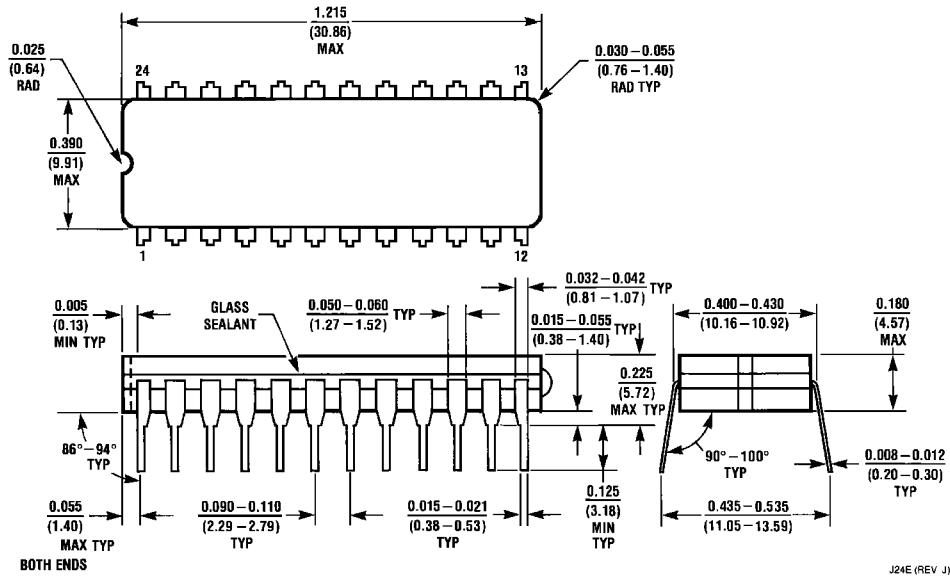 1.215
(30.86)
MAX
0.025
(0.64)
RAD
24
13
0.030–0.055
(0.76–1.40)
RAD TYP
0.390
(9.91)
MAX
1
12
0.005
(0.13)
MIN TYP
GLASS
SEALANT
0.050–0.060
(1.27–1.52)
TYP
0.032–0.042
(0.81–1.07)
TYP
0.015–0.055
(0.38–1.40)
TYP
0.225
(5.72)
MAX TYP
0.400–0.430
(10.16–10.92)
0.180
(4.57)
MAX
86°–94°
TYP
90°–100°
TYP
0.008–0.012
(0.20–0.30)
TYP
0.055
(1.40)
MAX TYP
BOTH ENDS
0.090–0.110
(2.29–2.79)
TYP
0.015–0.021
(0.38–0.53)
TYP
0.125
(3.18)
MIN
TYP
0.435-0.535
(11.05–13.59)
J24E (REV J)